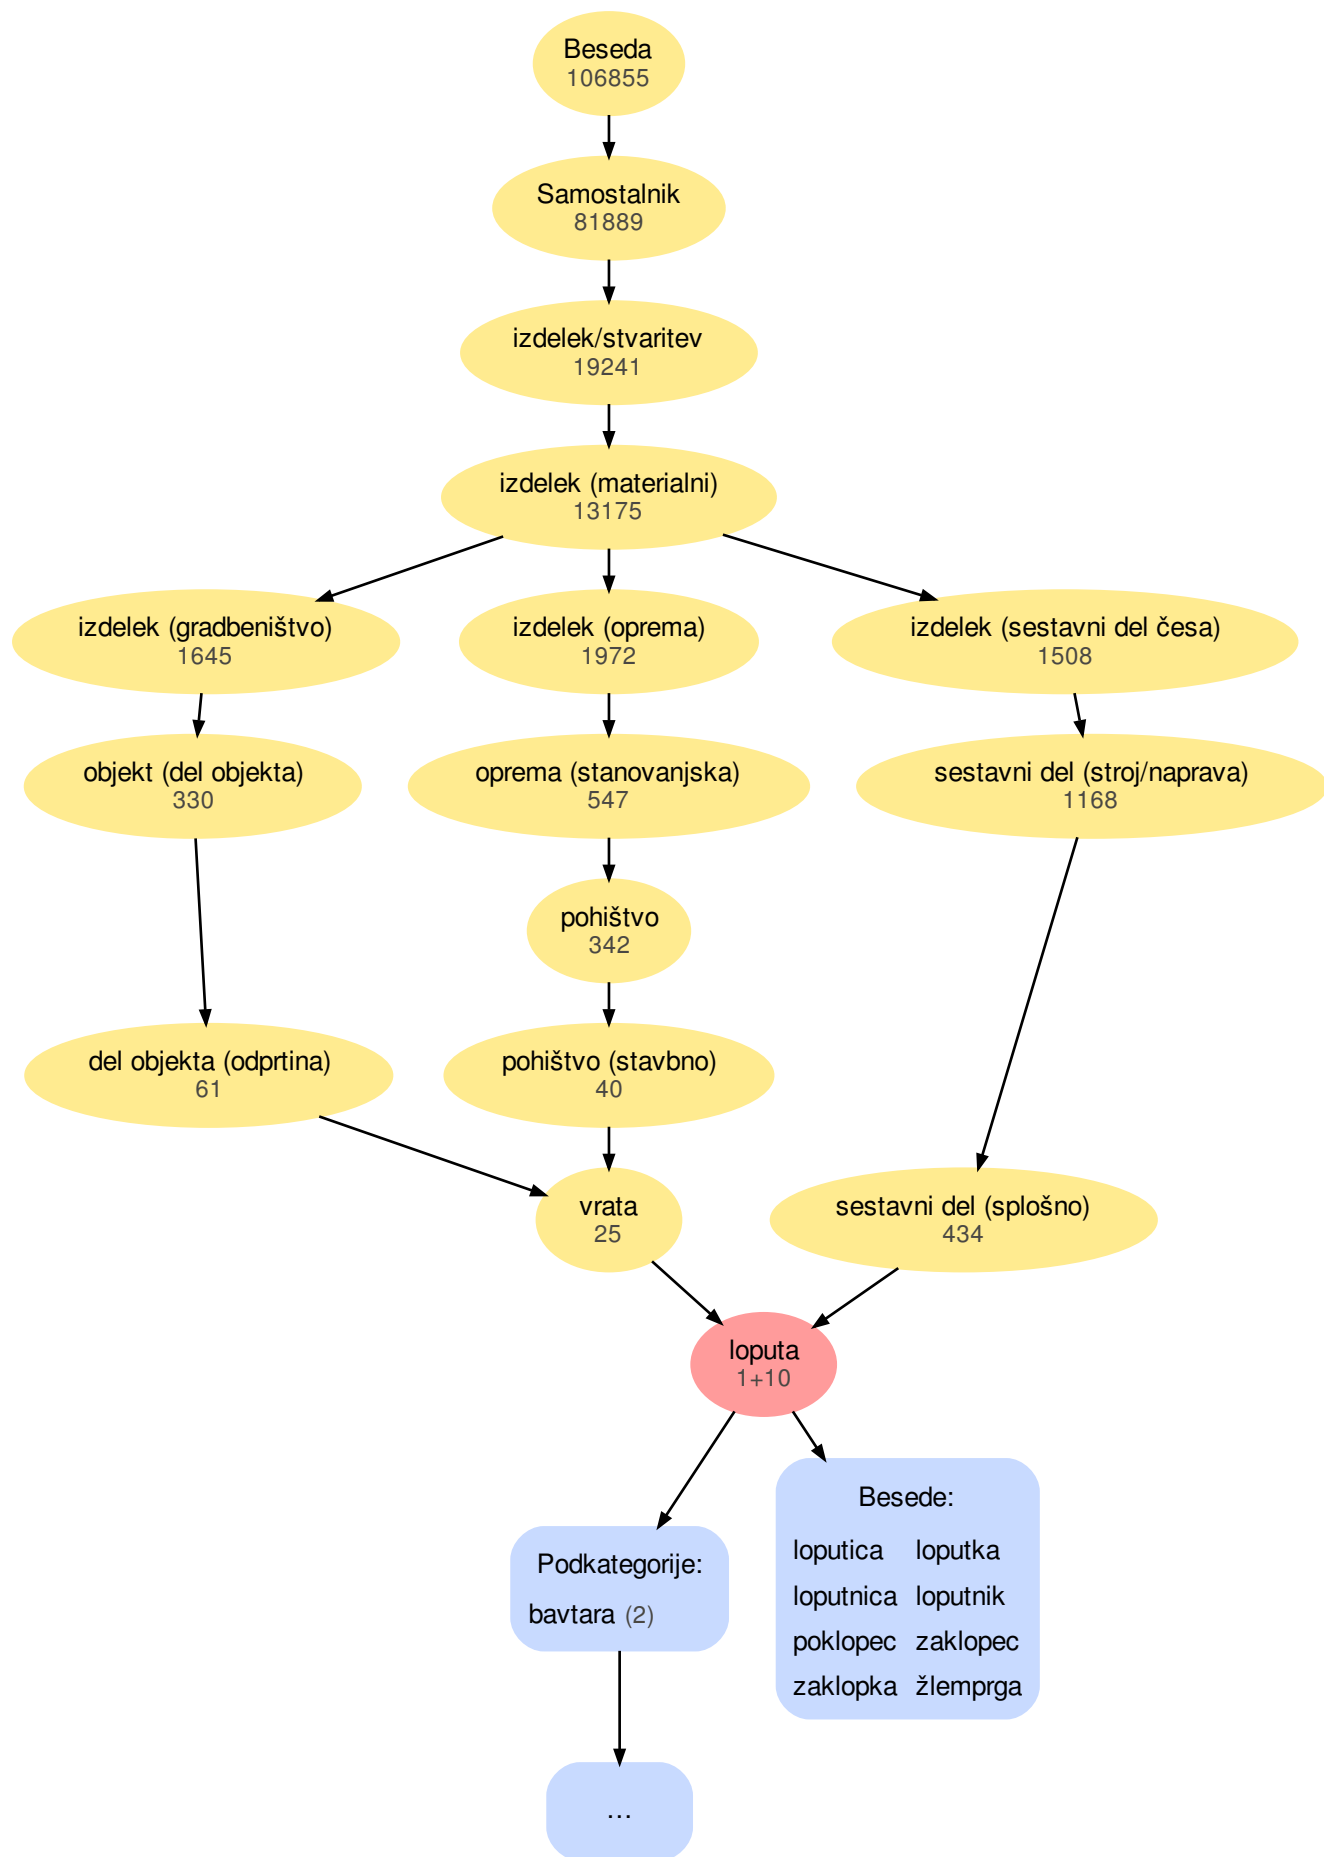 Beseda
106855
Samostalnik
81889
izdelek/stvaritev
19241
izdelek (materialni)
13175
izdelek (gradbeništvo)
1645
izdelek (oprema)
1972
izdelek (sestavni del česa)
1508
objekt (del objekta)
330
oprema (stanovanjska)
547
sestavni del (stroj/naprava)
1168
pohištvo
342
del objekta (odprtina)
61
pohištvo (stavbno)
40
vrata
25
sestavni del (splošno)
434
loputa
1+10
Besede:
loputica loputka
loputnica loputnik
poklopec zaklopec
zaklopka žlemprga
Podkategorije:
bavtara (2)
...